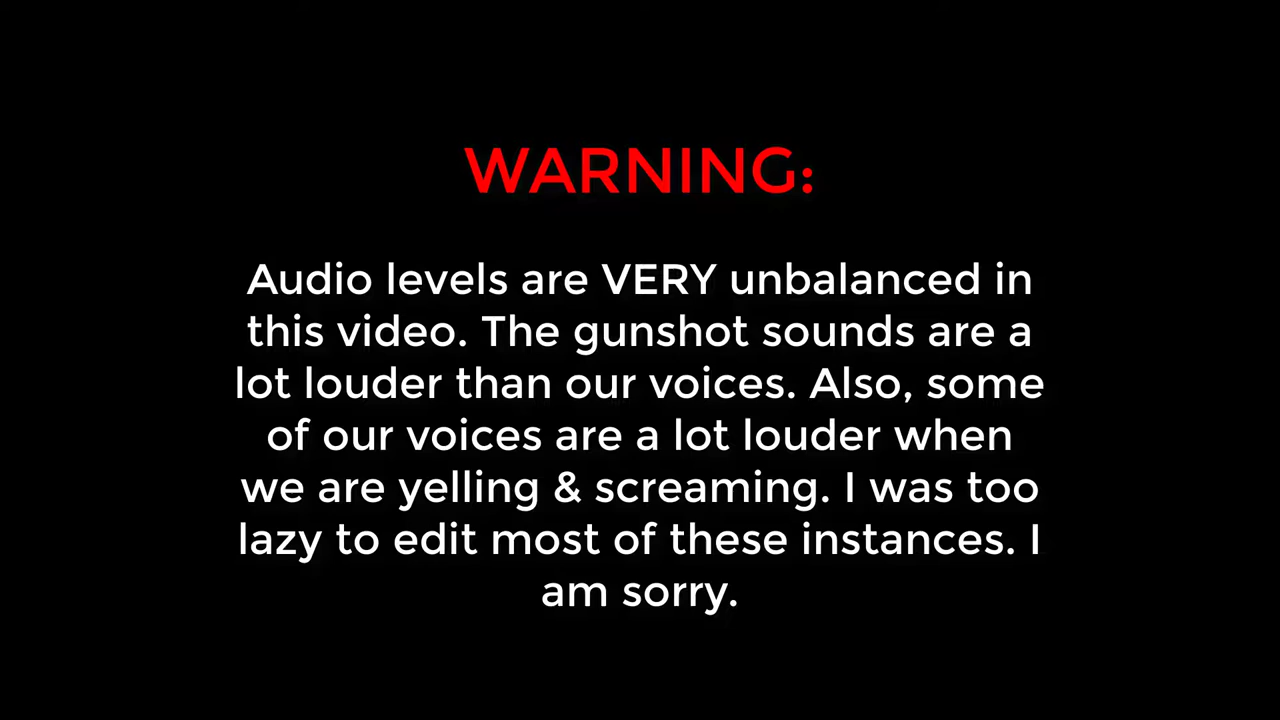 WARNING:
Audio levels are VERY unbalanced in
this video. The gunshot sounds are a
lot louder than our voices. Also, some
of our voices are a lot louder when
we are yelling & screaming. I was too
lazy to edit most of these instances. I
am sorry.